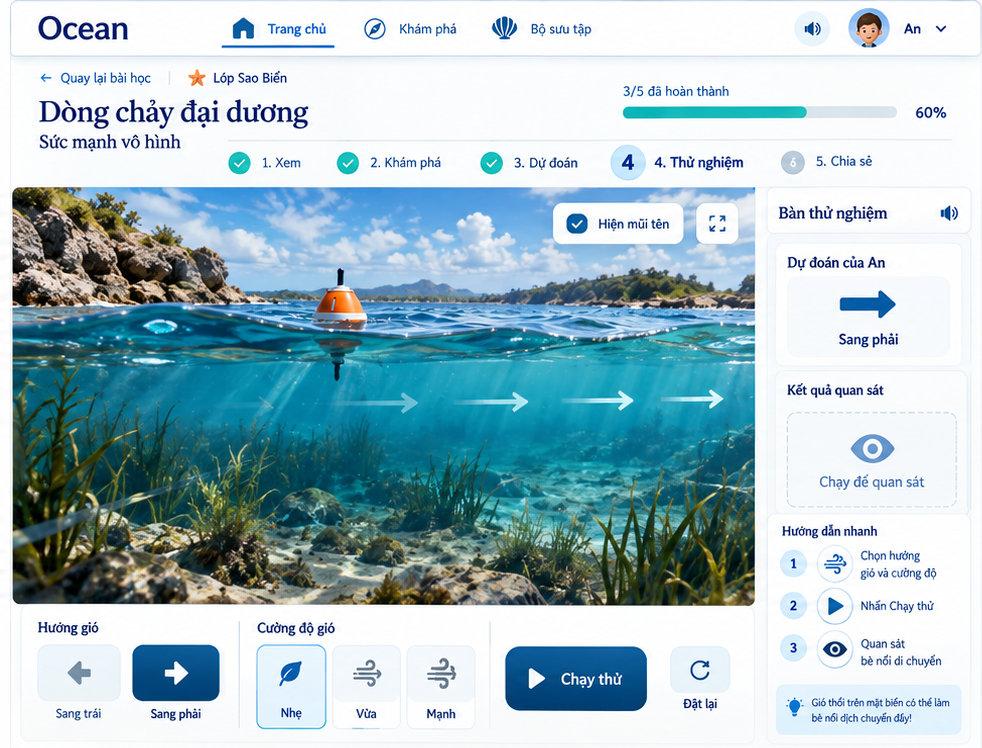 Ocean
Trang chủ
Khám phá
Bộ sưu tập
An
← Quay lại bài học
Lớp Sao Biển
Dòng chảy đại dương
Sức mạnh vô hình
3/5 đã hoàn thành
60%
1. Xem
2. Khám phá
3. Dự đoán
4
4. Thử nghiệm
6
5. Chia sẻ
Hiện mũi tên
Bàn thử nghiệm
Dự đoán của An
Sang phải
Kết quả quan sát
Chạy để quan sát
Hướng dẫn nhanh
1
Chọn hướng
gió và cường độ
2
Nhấn Chạy thử
3
Quan sát
bè nổi di chuyển
Gió thổi trên mặt biển có thể làm
bè nổi dịch chuyển đấy!
Hướng gió
Sang trái
Sang phải
Cường độ gió
Nhẹ
Vừa
Mạnh
Chạy thử
Đặt lại